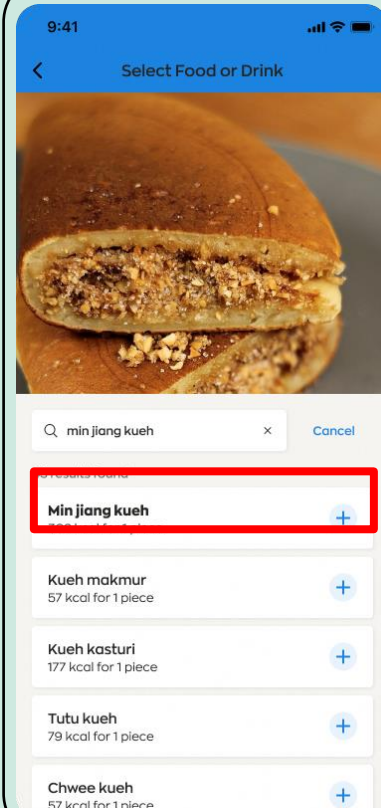 9:41
Select Food or Drink
min jiang kueh
Cancel
results found
Min jiang kueh
Kueh makmur
57 kcal for 1 piece
Kueh kasturi
177 kcal for 1 piece
Tutu kueh
79 kcal for 1 piece
Chwee kueh
57 kcal for 1 piece